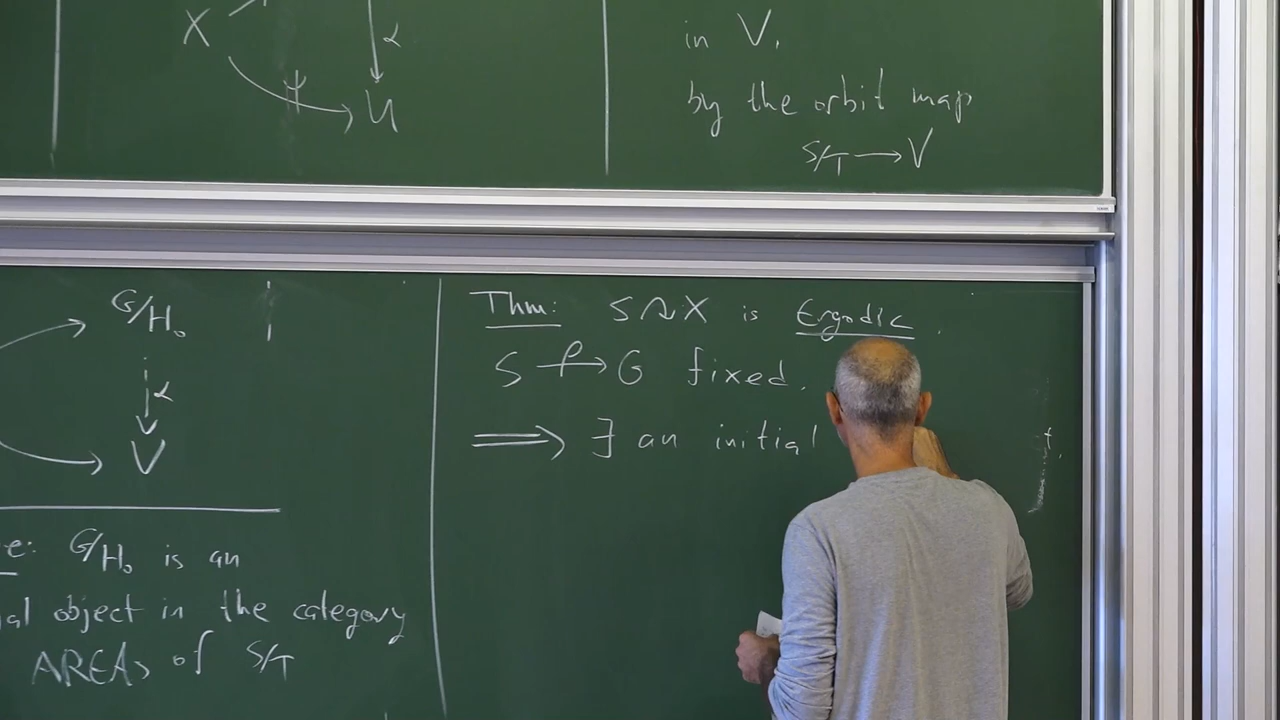 X
α
ψ
U
in V,
by the orbit map
S/T → V
G/H₀
α
V
e: G/H₀ is an
al object in the category
AREAs of S/T
Thm: S ↷ X is Ergodic.
S —ρ→ G fixed.
⟹ ∃ an initial
t.